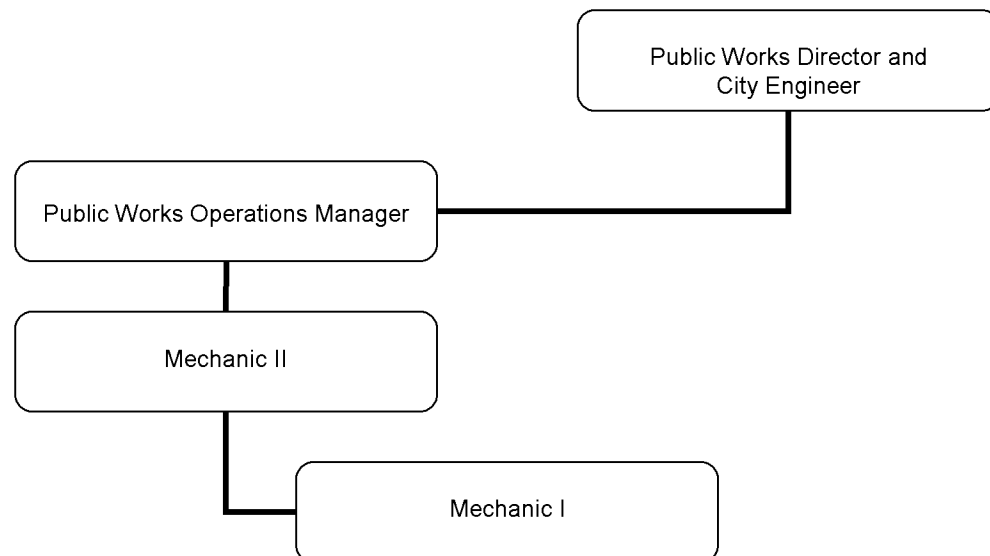 Public Works Director and
City Engineer
Public Works Operations Manager
Mechanic II
Mechanic I